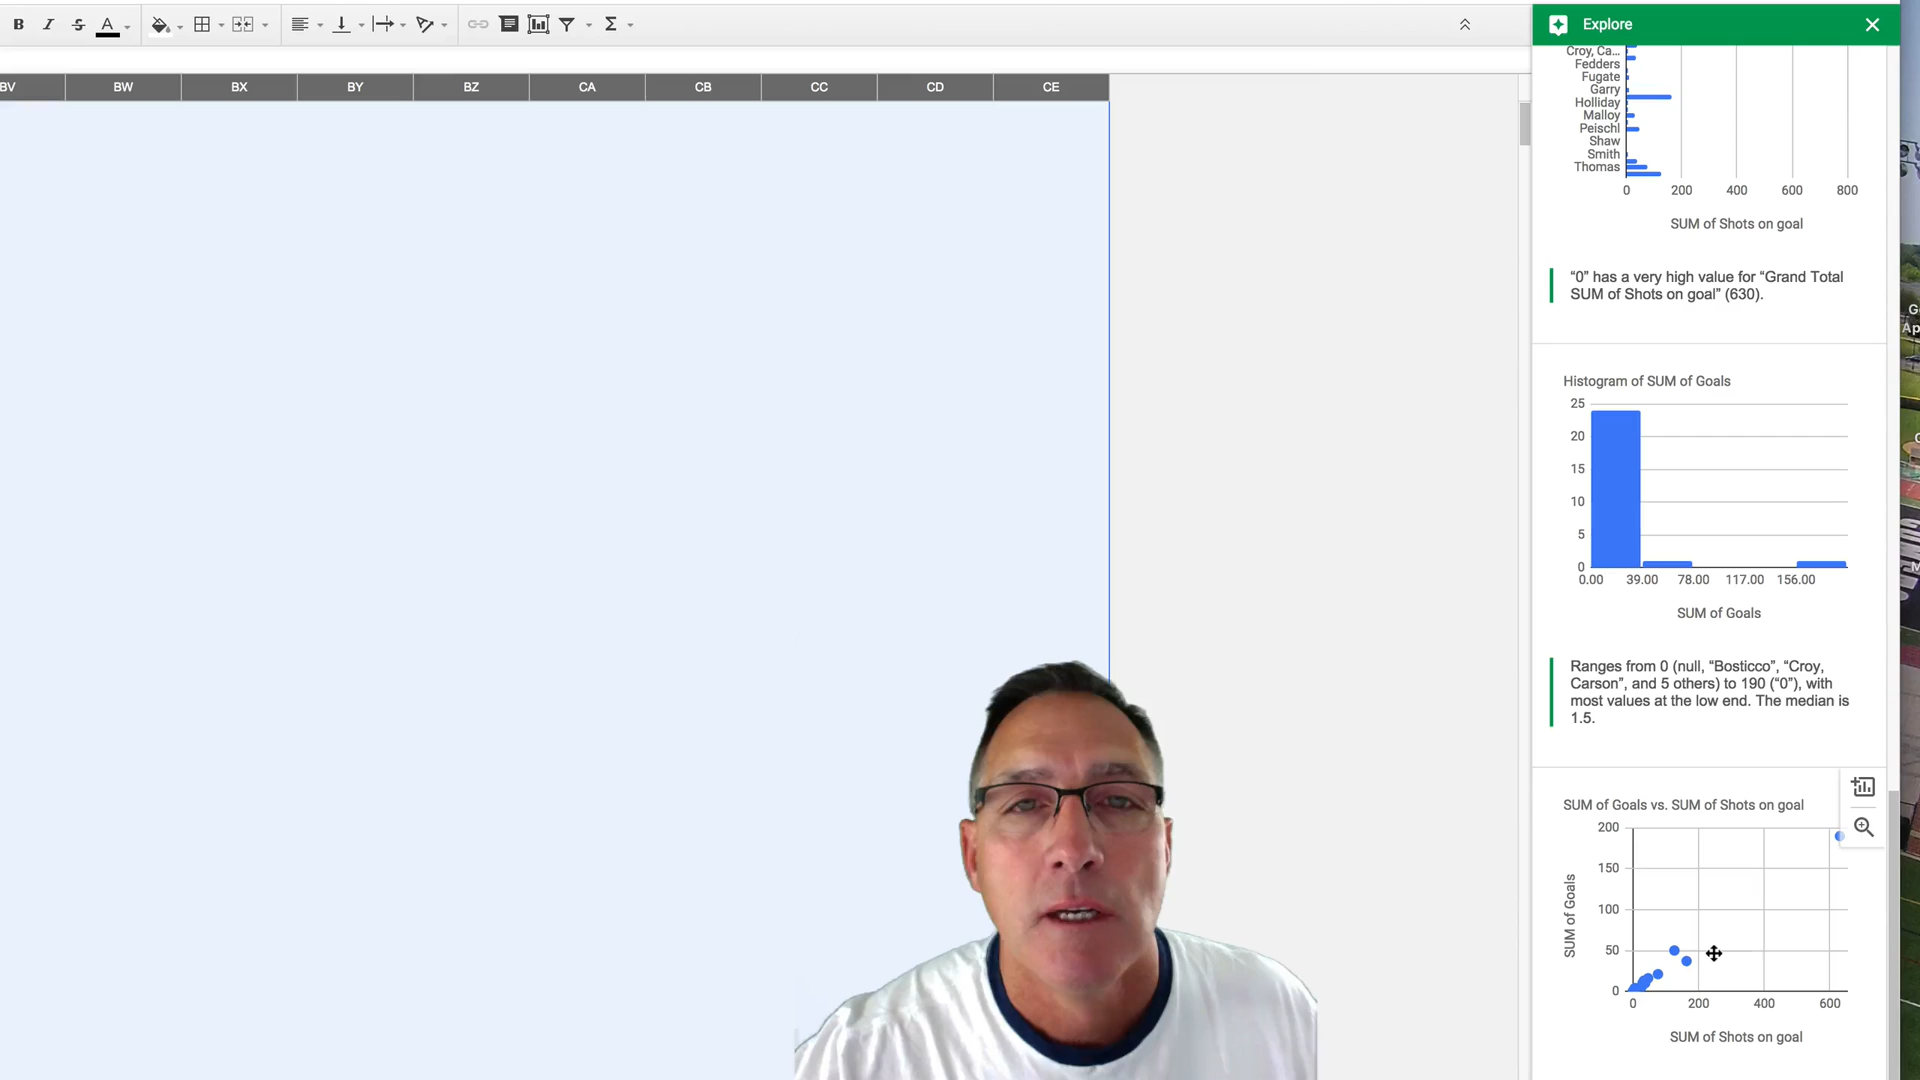 B I S A
Explore
BV BW BX BY BZ CA CB CC CD CE
Croy, Ca...
Fedders
Fugate
Garry
Holliday
Malloy
Peischl
Shaw
Smith
Thomas
0 200 400 600 800
SUM of Shots on goal
“0” has a very high value for “Grand Total
SUM of Shots on goal” (630).
Histogram of SUM of Goals
25
20
15
10
5
0
0.00 39.00 78.00 117.00 156.00
SUM of Goals
Ranges from 0 (null, “Bosticco”, “Croy,
Carson”, and 5 others) to 190 (“0”), with
most values at the low end. The median is
1.5.
SUM of Goals vs. SUM of Shots on goal
SUM of Goals
200
150
100
50
0
0 200 400 600
SUM of Shots on goal